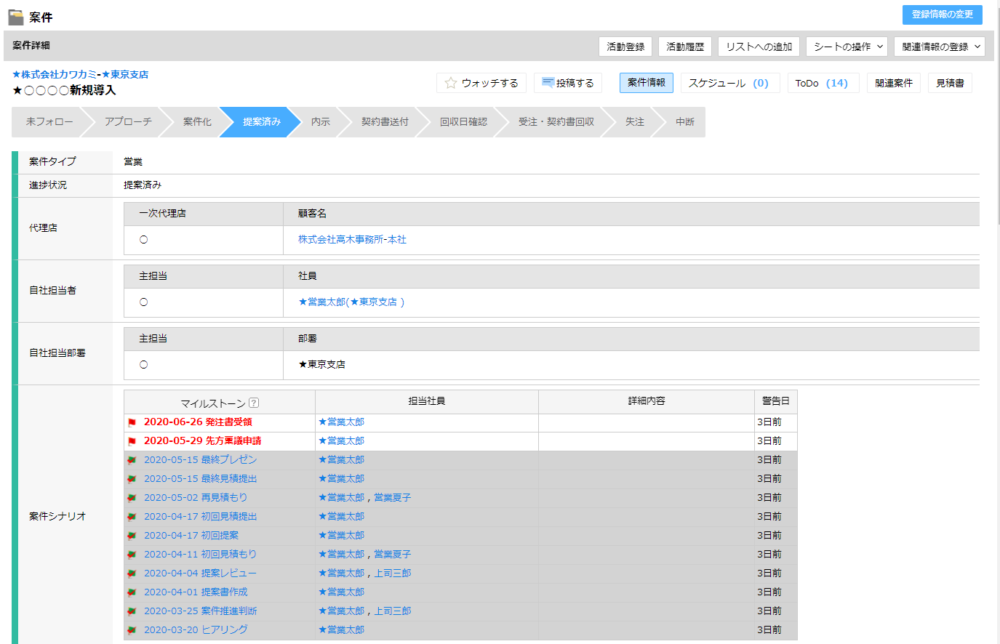 案件
登録情報の変更
案件詳細
活動登録 活動履歴 リストへの追加 シートの操作 関連情報の登録
★株式会社カワカミ-★東京支店
★〇〇〇〇新規導入
ウォッチする 投稿する 案件情報 スケジュール (0) ToDo (14) 関連案件 見積書
未フォロー アプローチ 案件化 提案済み 内示 契約書送付 回収日確認 受注・契約書回収 失注 中断
案件タイプ 営業
進捗状況 提案済み
代理店
一次代理店 顧客名
〇 株式会社高木事務所-本社
自社担当者
主担当 社員
〇 ★営業太郎(★東京支店 )
自社担当部署
主担当 部署
〇 ★東京支店
案件シナリオ
マイルストーン ? 担当社員 詳細内容 警告日
2020-06-26 発注書受領 ★営業太郎 3日前
2020-05-29 先方稟議申請 ★営業太郎 3日前
2020-05-15 最終プレゼン ★営業太郎 3日前
2020-05-15 最終見積提出 ★営業太郎 3日前
2020-05-02 再見積もり ★営業太郎 , 営業夏子 3日前
2020-04-17 初回見積提出 ★営業太郎 3日前
2020-04-17 初回提案 ★営業太郎 3日前
2020-04-11 初回見積もり ★営業太郎 , 営業夏子 3日前
2020-04-04 提案レビュー ★営業太郎 , 上司三郎 3日前
2020-04-01 提案書作成 ★営業太郎 3日前
2020-03-25 案件推進判断 ★営業太郎 , 上司三郎 3日前
2020-03-20 ヒアリング ★営業太郎 3日前